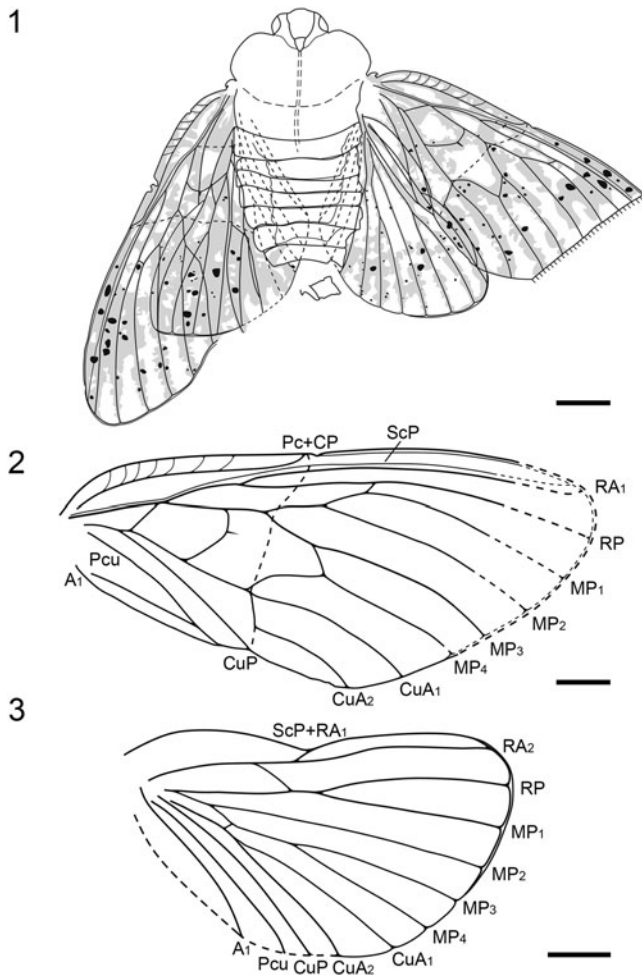 1
2
Pc+CP
ScP
RA1
RP
MP1
MP2
MP3
MP4
CuA1
CuA2
CuP
Pcu
A1
3
ScP+RA1
RA2
RP
MP1
MP2
MP3
MP4
CuA1
CuA2
CuP
Pcu
A1